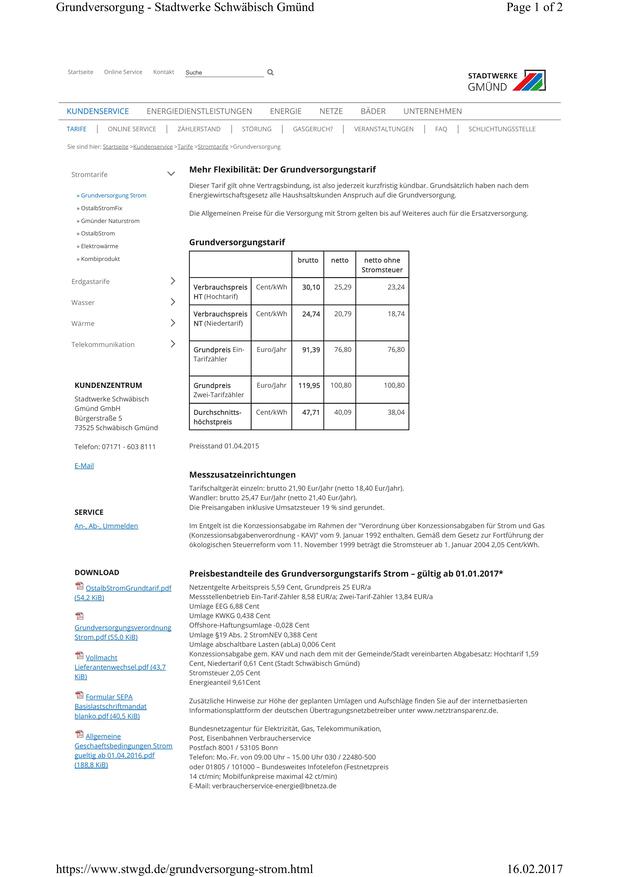 Grundversorgung - Stadtwerke Schwäbisch Gmünd
Page 1 of 2
Startseite Online Service Kontakt Suche
STADTWERKE
GMÜND
KUNDENSERVICE ENERGIEDIENSTLEISTUNGEN ENERGIE NETZE BÄDER UNTERNEHMEN
TARIFE | ONLINE SERVICE | ZÄHLERSTAND | STÖRUNG | GASGERUCH? | VERANSTALTUNGEN | FAQ | SCHLICHTUNGSSTELLE
Sie sind hier: Startseite >Kundenservice >Tarife >Stromtarife >Grundversorgung
Stromtarife
» Grundversorgung Strom
» OstalbStromFix
» Gmünder Naturstrom
» OstalbStrom
» Elektrowärme
» Kombiprodukt
Erdgastarife
Wasser
Wärme
Telekommunikation
KUNDENZENTRUM
Stadtwerke Schwäbisch
Gmünd GmbH
Bürgerstraße 5
73525 Schwäbisch Gmünd
Telefon: 07171 - 603 8111
E-Mail
SERVICE
An-, Ab-, Ummelden
DOWNLOAD
OstalbStromGrundtarif.pdf
(54,2 KiB)
Grundversorgungsverordnung
Strom.pdf (55,0 KiB)
Vollmacht
Lieferantenwechsel.pdf (43,7
KiB)
Formular SEPA
Basislastschriftmandat
blanko.pdf (40,5 KiB)
Allgemeine
Geschaeftsbedingungen Strom
gueltig ab 01.04.2016.pdf
(188,8 KiB)
Mehr Flexibilität: Der Grundversorgungstarif
Dieser Tarif gilt ohne Vertragsbindung, ist also jederzeit kurzfristig kündbar. Grundsätzlich haben nach dem
Energiewirtschaftsgesetz alle Haushaltskunden Anspruch auf die Grundversorgung.
Die Allgemeinen Preise für die Versorgung mit Strom gelten bis auf Weiteres auch für die Ersatzversorgung.
Grundversorgungstarif
brutto netto netto ohne
Stromsteuer
Verbrauchspreis Cent/kWh 30,10 25,29 23,24
HT (Hochtarif)
Verbrauchspreis Cent/kWh 24,74 20,79 18,74
NT (Niedertarif)
Grundpreis Ein- Euro/Jahr 91,39 76,80 76,80
Tarifzähler
Grundpreis Euro/Jahr 119,95 100,80 100,80
Zwei-Tarifzähler
Durchschnitts- Cent/kWh 47,71 40,09 38,04
höchstpreis
Preisstand 01.04.2015
Messzusatzeinrichtungen
Tarifschaltgerät einzeln: brutto 21,90 Eur/Jahr (netto 18,40 Eur/Jahr).
Wandler: brutto 25,47 Eur/Jahr (netto 21,40 Eur/Jahr).
Die Preisangaben inklusive Umsatzsteuer 19 % sind gerundet.
Im Entgelt ist die Konzessionsabgabe im Rahmen der "Verordnung über Konzessionsabgaben für Strom und Gas
(Konzessionsabgabenverordnung - KAV)" vom 9. Januar 1992 enthalten. Gemäß dem Gesetz zur Fortführung der
ökologischen Steuerreform vom 11. November 1999 beträgt die Stromsteuer ab 1. Januar 2004 2,05 Cent/kWh.
Preisbestandteile des Grundversorgungstarifs Strom – gültig ab 01.01.2017*
Netzentgelte Arbeitspreis 5,59 Cent, Grundpreis 25 EUR/a
Messstellenbetrieb Ein-Tarif-Zähler 8,58 EUR/a; Zwei-Tarif-Zähler 13,84 EUR/a
Umlage EEG 6,88 Cent
Umlage KWKG 0,438 Cent
Offshore-Haftungsumlage -0,028 Cent
Umlage §19 Abs. 2 StromNEV 0,388 Cent
Umlage abschaltbare Lasten (abLa) 0,006 Cent
Konzessionsabgabe gem. KAV und nach dem mit der Gemeinde/Stadt vereinbarten Abgabesatz: Hochtarif 1,59
Cent, Niedertarif 0,61 Cent (Stadt Schwäbisch Gmünd)
Stromsteuer 2,05 Cent
Energieanteil 9,61Cent
Zusätzliche Hinweise zur Höhe der geplanten Umlagen und Aufschläge finden Sie auf der internetbasierten
Informationsplattform der deutschen Übertragungsnetzbetreiber unter www.netztransparenz.de.
Bundesnetzagentur für Elektrizität, Gas, Telekommunikation,
Post, Eisenbahnen Verbraucherservice
Postfach 8001 / 53105 Bonn
Telefon: Mo.-Fr. von 09.00 Uhr – 15.00 Uhr 030 / 22480-500
oder 01805 / 101000 – Bundesweites Infotelefon (Festnetzpreis
14 ct/min; Mobilfunkpreise maximal 42 ct/min)
E-Mail: verbraucherservice-energie@bnetza.de
https://www.stwgd.de/grundversorgung-strom.html
16.02.2017